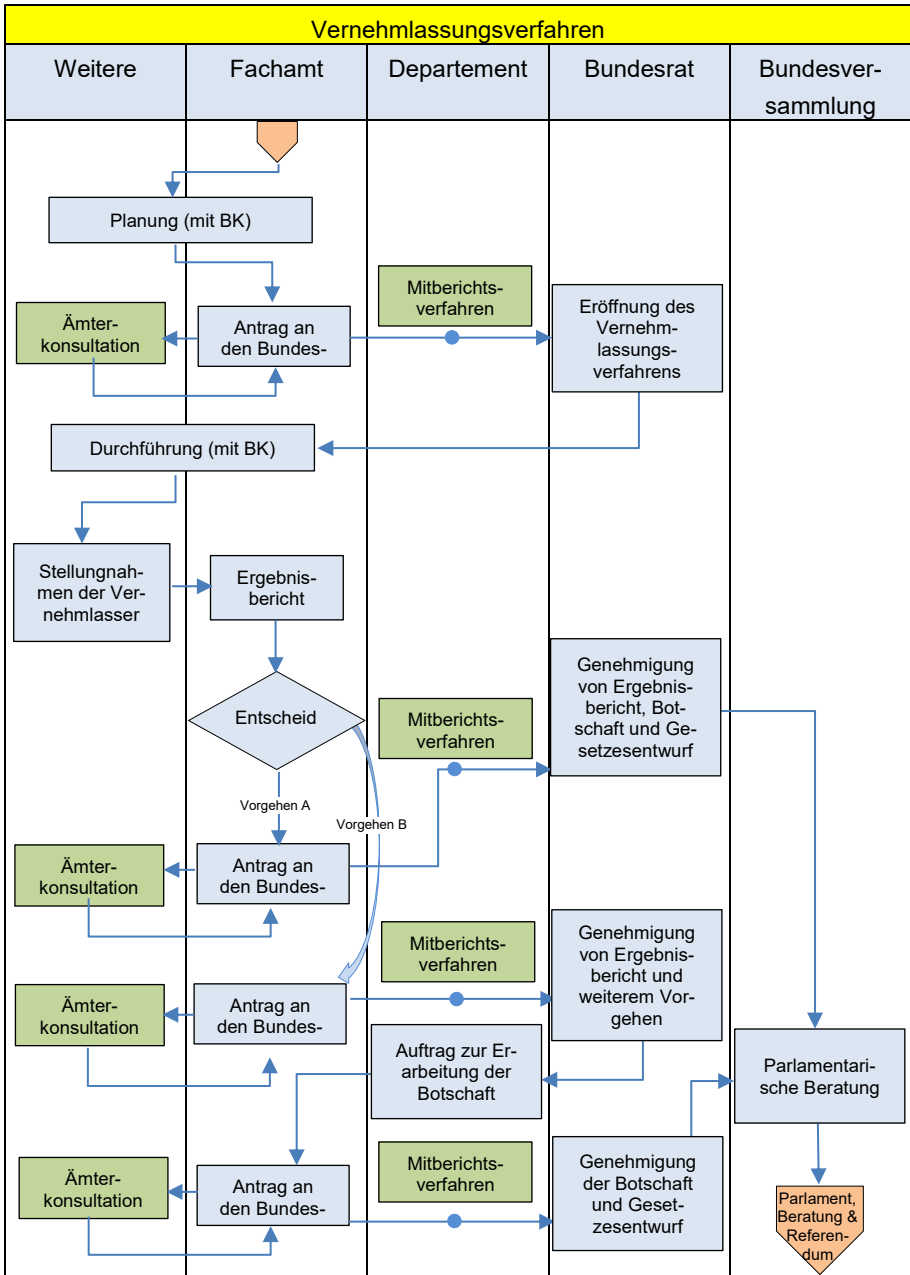 Vernehmlassungsverfahren
Weitere
Fachamt
Departement
Bundesrat
Bundesver-
sammlung
Planung (mit BK)
Ämter-
konsultation
Antrag an
den Bundes-
Mitberichts-
verfahren
Eröffnung des
Vernehm-
lassungs-
verfahrens
Durchführung (mit BK)
Stellungnah-
men der Ver-
nehmlasser
Ergebnis-
bericht
Entscheid
Mitberichts-
verfahren
Genehmigung
von Ergebnis-
bericht, Bot-
schaft und Ge-
setzesentwurf
Vorgehen A
Vorgehen B
Ämter-
konsultation
Antrag an
den Bundes-
Mitberichts-
verfahren
Genehmigung
von Ergebnis-
bericht und
weiterem Vor-
gehen
Ämter-
konsultation
Antrag an
den Bundes-
Auftrag zur Er-
arbeitung der
Botschaft
Parlamentari-
sche Beratung
Ämter-
konsultation
Antrag an
den Bundes-
Mitberichts-
verfahren
Genehmigung
der Botschaft
und Geset-
zesentwurf
Parlament,
Beratung &
Referen-
dum